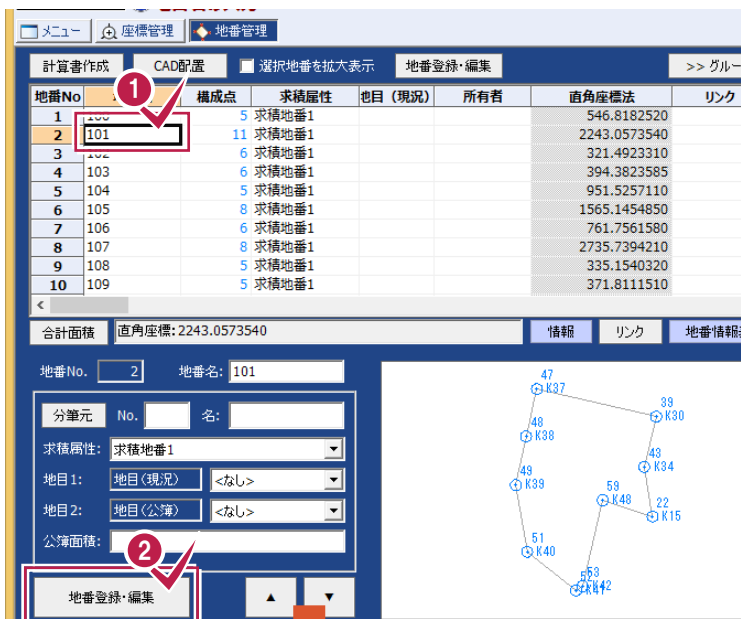 メニュー 座標管理 地番管理
計算書作成 CAD配置 選択地番を拡大表示 地番登録・編集 >> グルー
地番No 構成点 求積属性 地目（現況） 所有者 直角座標法 リンク
1 5 求積地番1 546.8182520
2 101 11 求積地番1 2243.0573540
3 102 6 求積地番1 321.4923310
4 103 6 求積地番1 394.3823585
5 104 5 求積地番1 951.5257110
6 105 8 求積地番1 1565.1454850
7 106 6 求積地番1 761.7561580
8 107 8 求積地番1 2735.7394210
9 108 5 求積地番1 335.1540320
10 109 5 求積地番1 371.8111510
1
合計面積 直角座標:2243.0573540 情報 リンク 地番情報
地番No. 2 地番名: 101
分筆元 No. 名:
求積属性: 求積地番1
地目1: 地目(現況) <なし>
地目2: 地目(公簿) <なし>
公簿面積:
2
地番登録・編集 ▲ ▼
47
K37
39
K30
48
K38
43
K34
49
K39
59
K48
22
K15
51
K40
53